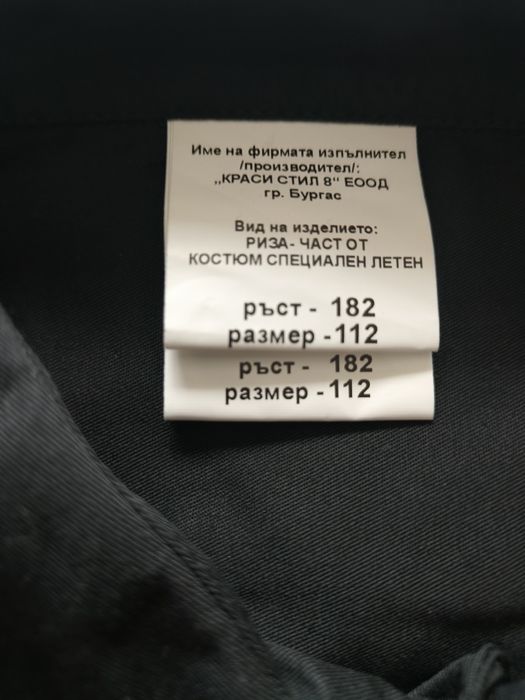 Име на фирмата изпълнител
/производител/:
„КРАСИ СТИЛ 8“ ЕООД
гр. Бургас
Вид на изделието:
РИЗА- ЧАСТ ОТ
КОСТЮМ СПЕЦИАЛЕН ЛЕТЕН
ръст - 182
размер -112
ръст - 182
размер -112